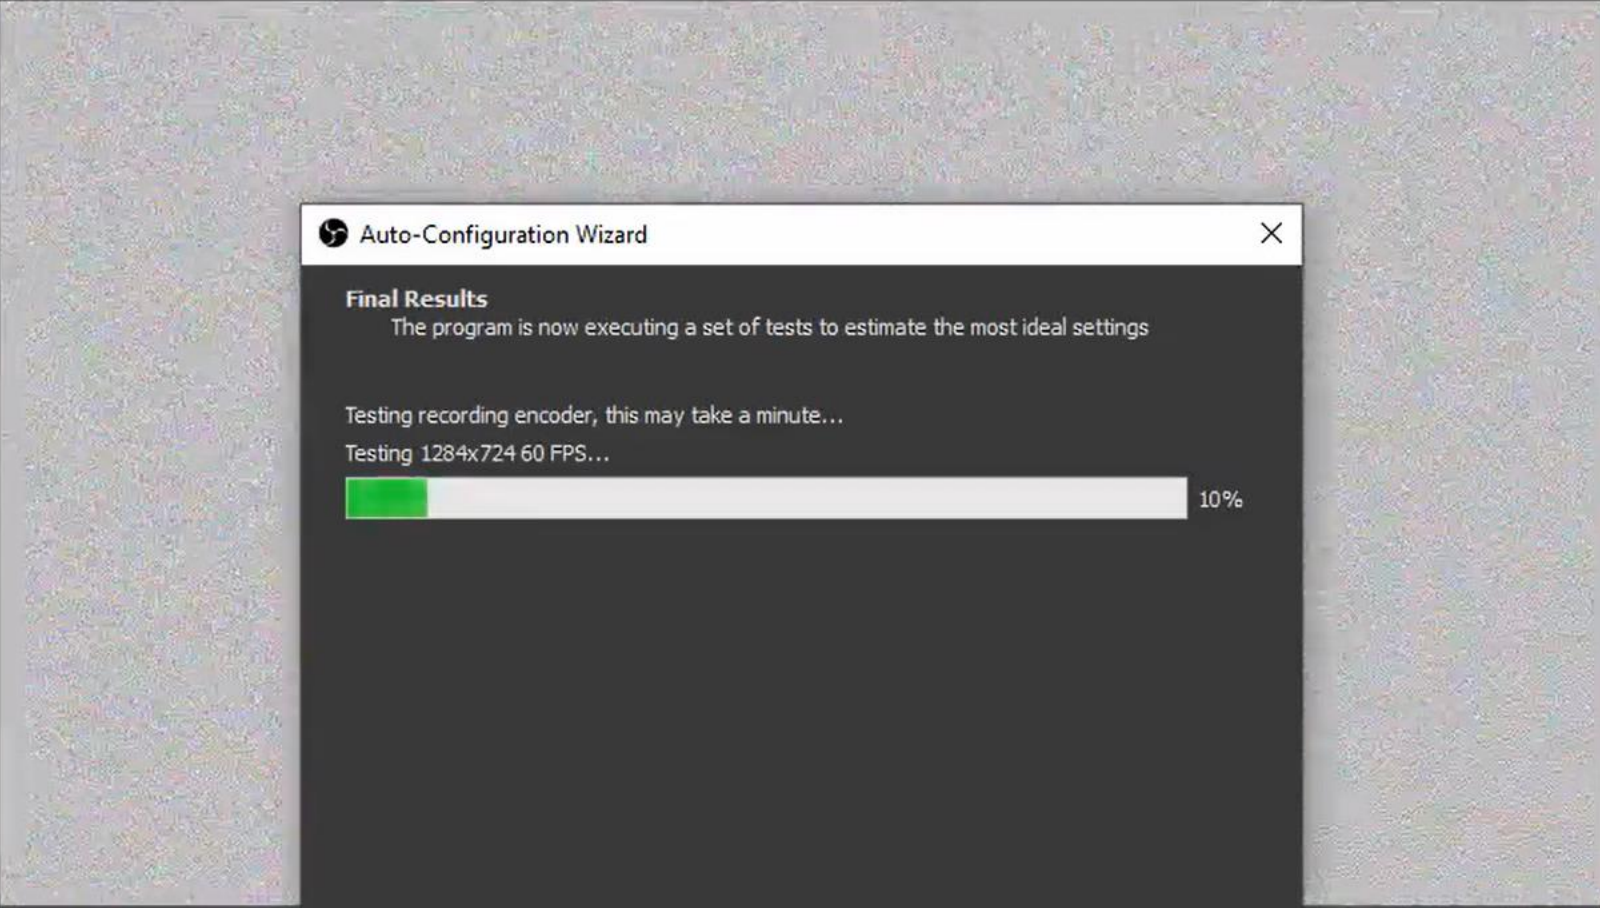 Auto-Configuration Wizard
Final Results
The program is now executing a set of tests to estimate the most ideal settings
Testing recording encoder, this may take a minute...
Testing 1284x724 60 FPS...
10%